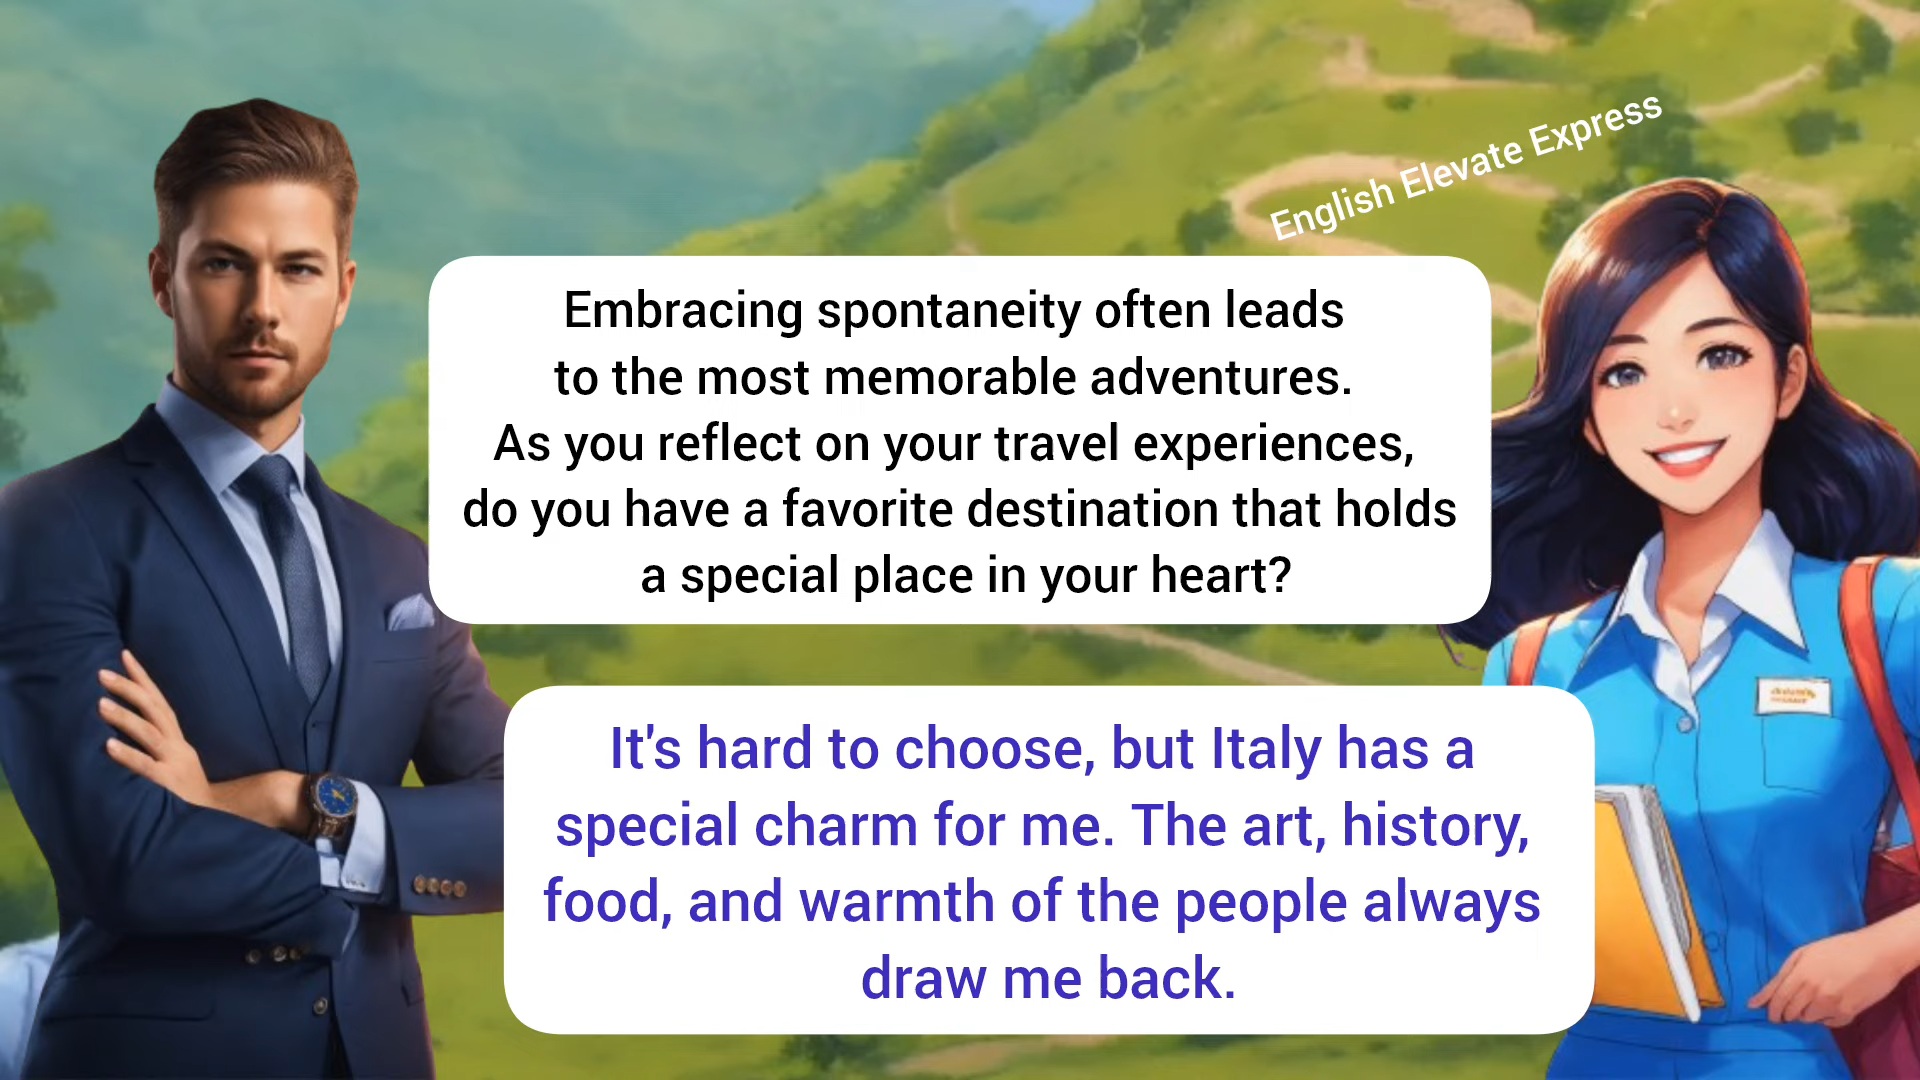 English Elevate Express
Embracing spontaneity often leads
to the most memorable adventures.
As you reflect on your travel experiences,
do you have a favorite destination that holds
a special place in your heart?
It's hard to choose, but Italy has a
special charm for me. The art, history,
food, and warmth of the people always
draw me back.